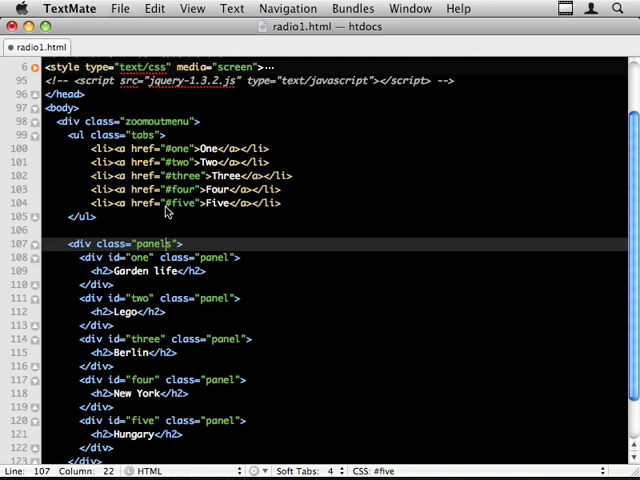 TextMate File Edit View Text Navigation Bundles Window Help
radio1.html — htdocs
radio1.html
6 <style type="text/css" media="screen">…
95 <!-- <script src="jquery-1.3.2.js" type="text/javascript"></script> -->
96 </head>
97 <body>
98 <div class="zoomoutmenu">
99 <ul class="tabs">
100 <li><a href="#one">One</a></li>
101 <li><a href="#two">Two</a></li>
102 <li><a href="#three">Three</a></li>
103 <li><a href="#four">Four</a></li>
104 <li><a href="#five">Five</a></li>
105 </ul>
106
107 <div class="panels">
108 <div id="one" class="panel">
109 <h2>Garden life</h2>
110 </div>
111 <div id="two" class="panel">
112 <h2>Lego</h2>
113 </div>
114 <div id="three" class="panel">
115 <h2>Berlin</h2>
116 </div>
117 <div id="four" class="panel">
118 <h2>New York</h2>
119 </div>
120 <div id="five" class="panel">
121 <h2>Hungary</h2>
122 </div>
123 </div>
Line: 107 Column: 22 HTML Soft Tabs: 4 CSS: #five